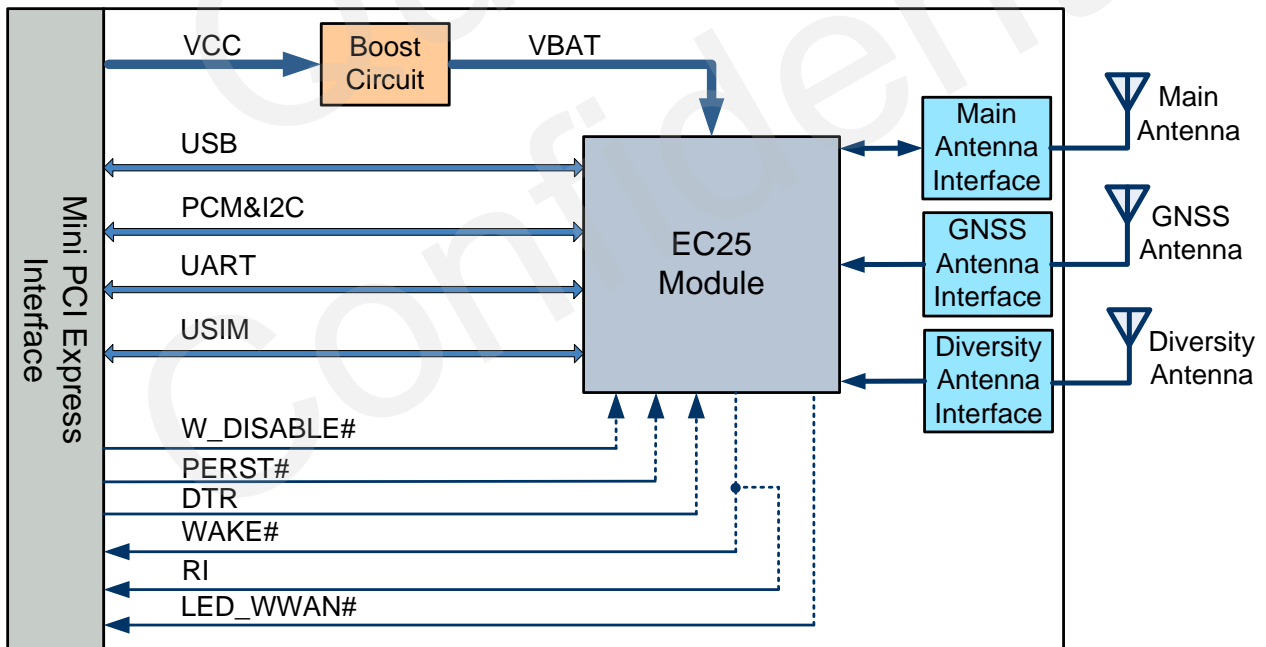 VCC
Boost
Circuit
VBAT
USB
PCM&I2C
UART
USIM
W_DISABLE#
PERST#
DTR
WAKE#
RI
LED_WWAN#
Mini PCI Express
Interface
EC25
Module
Main
Antenna
Interface
GNSS
Antenna
Interface
Diversity
Antenna
Interface
Main
Antenna
GNSS
Antenna
Diversity
Antenna